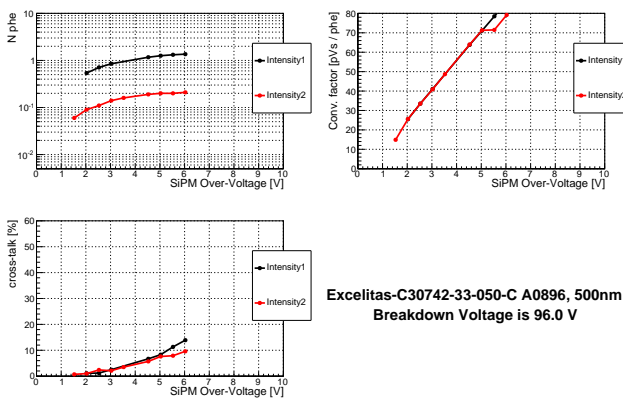 N phe
10
1
10-1
10-2
0 1 2 3 4 5 6 7 8 9 10
SiPM Over-Voltage [V]
Intensity1
Intensity2
Conv. factor [pVs / phe]
80
70
60
50
40
30
20
10
0
0 1 2 3 4 5 6 7 8 9 10
SiPM Over-Voltage [V]
Intensity
Intensity
cross-talk [%]
60
50
40
30
20
10
0
0 1 2 3 4 5 6 7 8 9 10
SiPM Over-Voltage [V]
Intensity1
Intensity2
Excelitas-C30742-33-050-C A0896, 500nm
Breakdown Voltage is 96.0 V